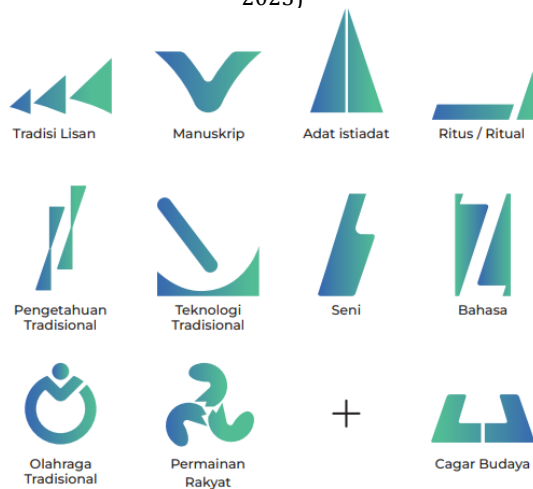 2023)
Tradisi Lisan
Manuskrip
Adat istiadat
Ritus / Ritual
Pengetahuan
Tradisional
Teknologi
Tradisional
Seni
Bahasa
Olahraga
Tradisional
Permainan
Rakyat
+
Cagar Budaya